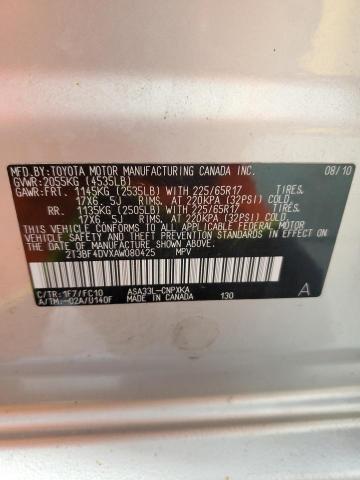 MFD.BY:TOYOTA MOTOR MANUFACTURING CANADA INC. 08/10
GVWR:2055KG (4535LB)
GAWR:FRT. 1145KG (2535LB) WITH 225/65R17 TIRES,
17X6.5J RIMS, AT 220KPA (32PSI) COLD.
RR. 1135KG (2505LB) WITH 225/65R17 TIRES,
17X6.5J RIMS, AT 220KPA (32PSI) COLD.
THIS VEHICLE CONFORMS TO ALL APPLICABLE FEDERAL MOTOR
VEHICLE SAFETY AND THEFT PREVENTION STANDARDS IN
EFFECT ON THE DATE OF MANUFACTURE SHOWN ABOVE.
2T3BF4DVXAW080425 MPV
C/TR:1F7/FC10 ASA33L-CNPXKA
A/TM:-02A/U140F MADE IN CANADA 130 A